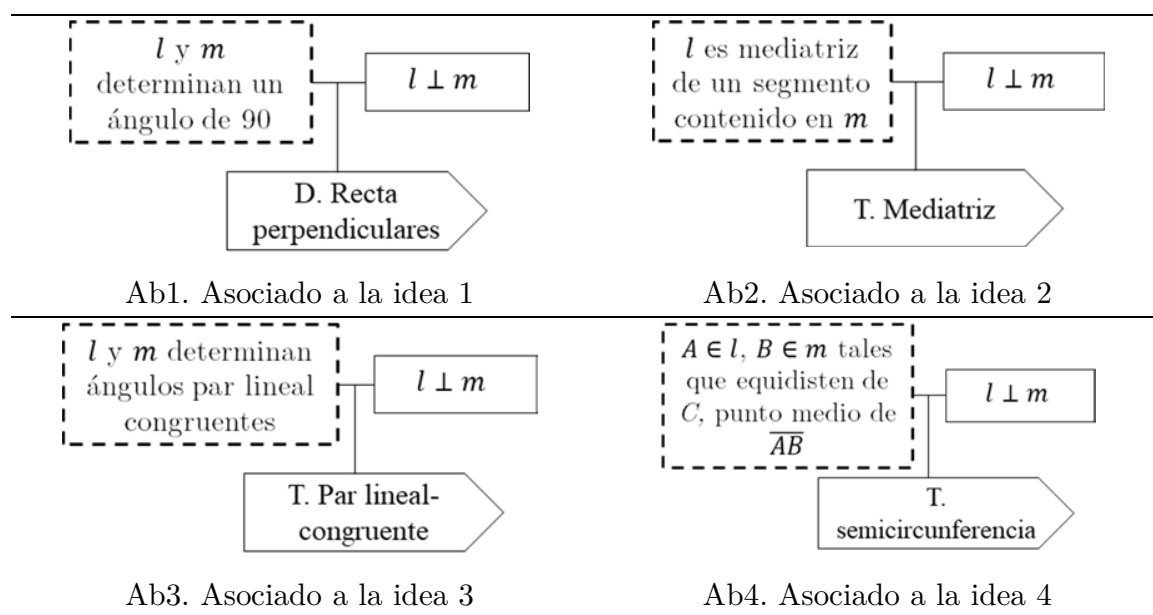 l y m
determinan un
ángulo de 90
l ⊥ m
D. Recta
perpendiculares
Ab1. Asociado a la idea 1
l es mediatriz
de un segmento
contenido en m
l ⊥ m
T. Mediatriz
Ab2. Asociado a la idea 2
l y m determinan
ángulos par lineal
congruentes
l ⊥ m
T. Par lineal-
congruente
Ab3. Asociado a la idea 3
A ∈ l, B ∈ m tales
que equidisten de
C, punto medio de
\overline{AB}
l ⊥ m
T.
semicircunferencia
Ab4. Asociado a la idea 4